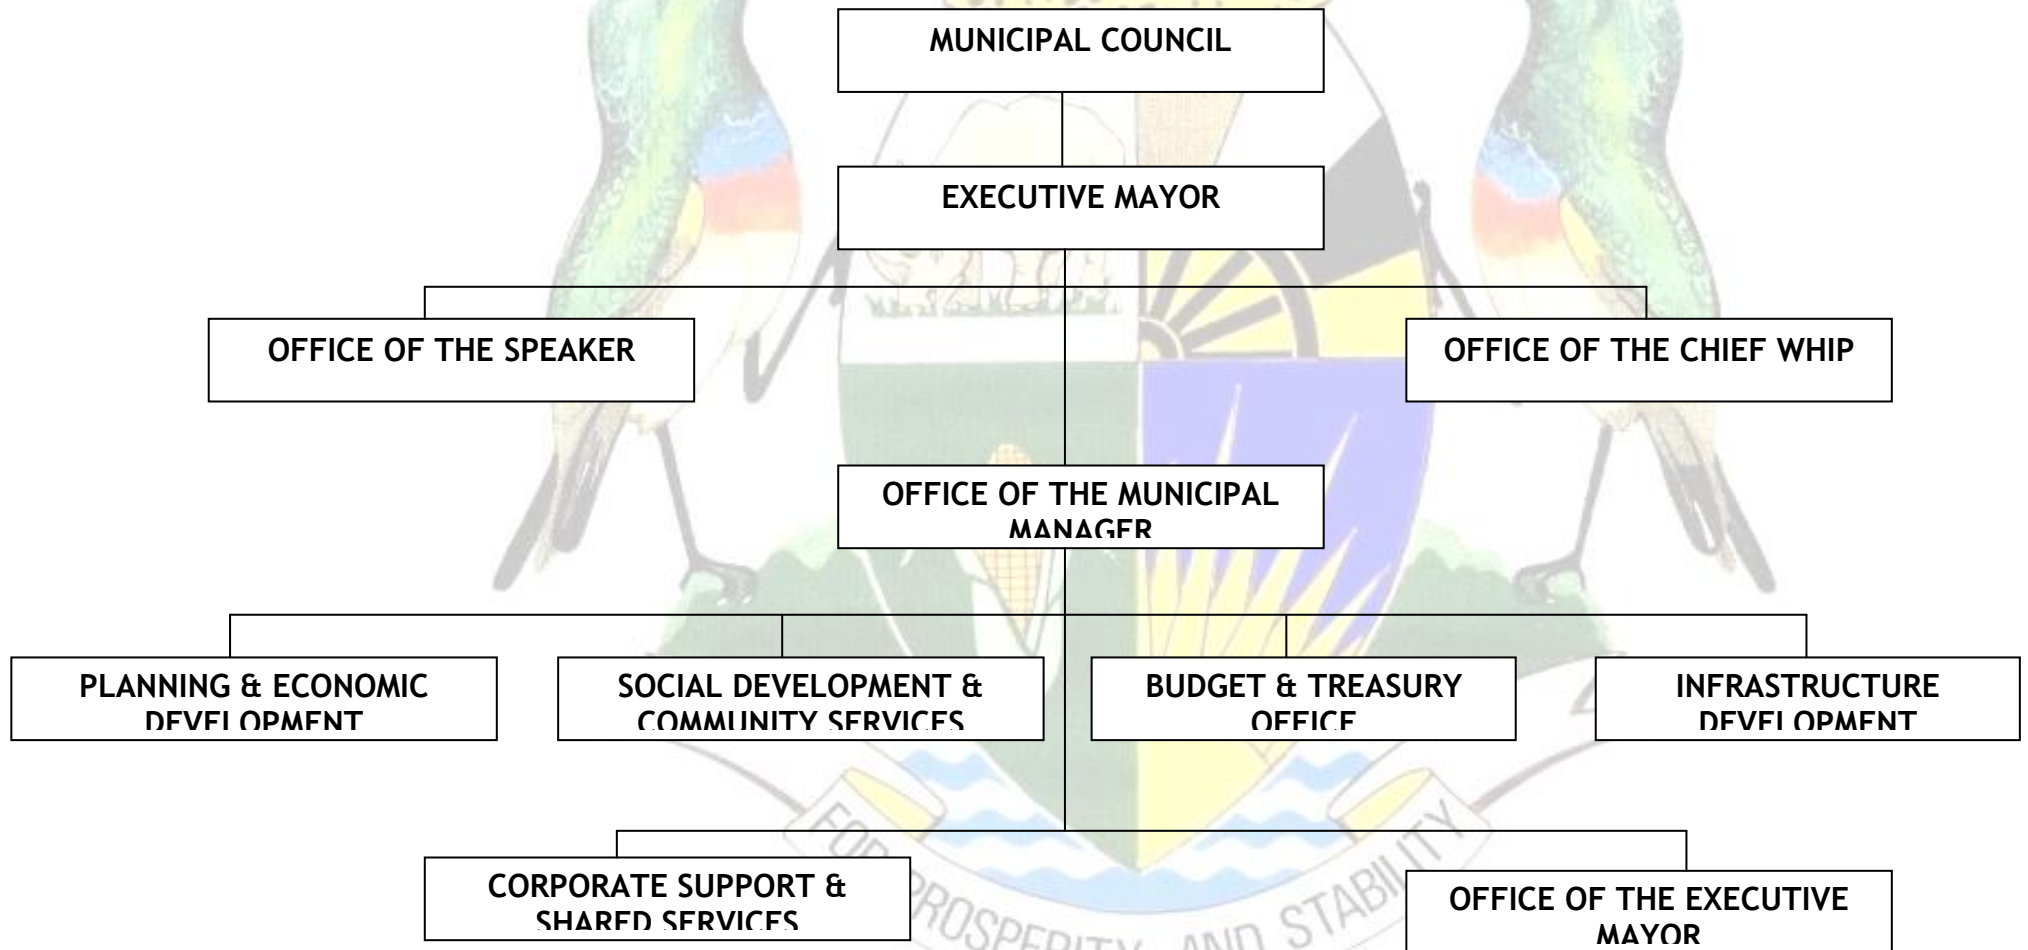 MUNICIPAL COUNCIL
EXECUTIVE MAYOR
OFFICE OF THE SPEAKER
OFFICE OF THE CHIEF WHIP
OFFICE OF THE MUNICIPAL
MANAGER
PLANNING & ECONOMIC
DEVELOPMENT
SOCIAL DEVELOPMENT &
COMMUNITY SERVICES
BUDGET & TREASURY
OFFICE
INFRASTRUCTURE
DEVELOPMENT
CORPORATE SUPPORT &
SHARED SERVICES
OFFICE OF THE EXECUTIVE
MAYOR
FOR PROSPERITY AND STABILITY